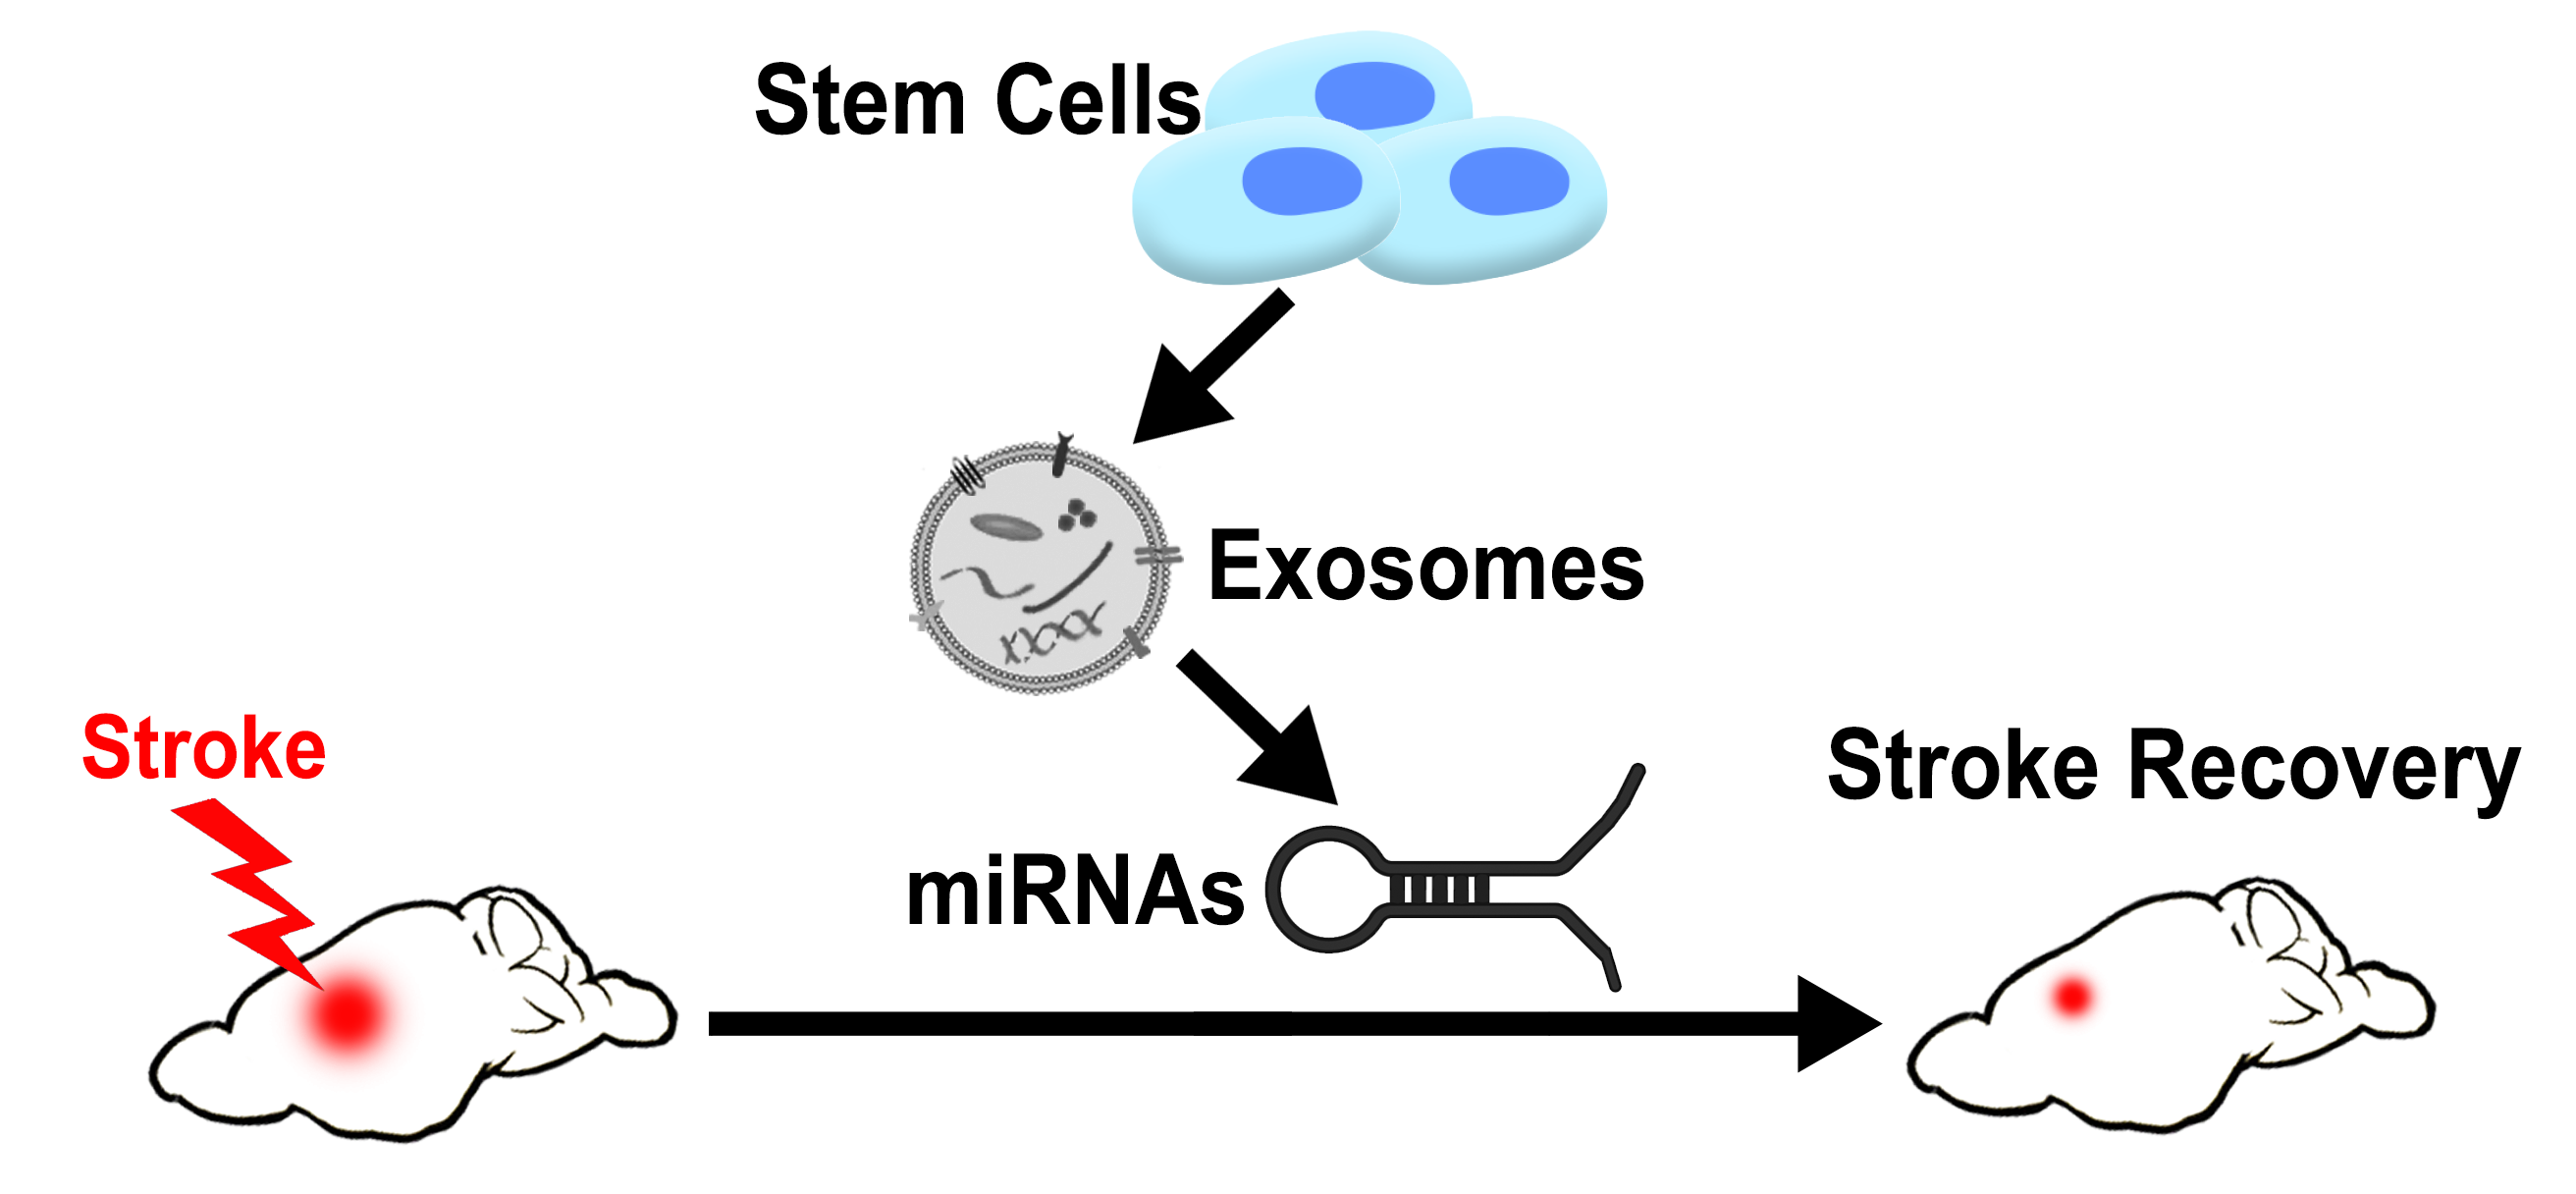 Stem Cells
Exosomes
Stroke
Stroke Recovery
miRNAs